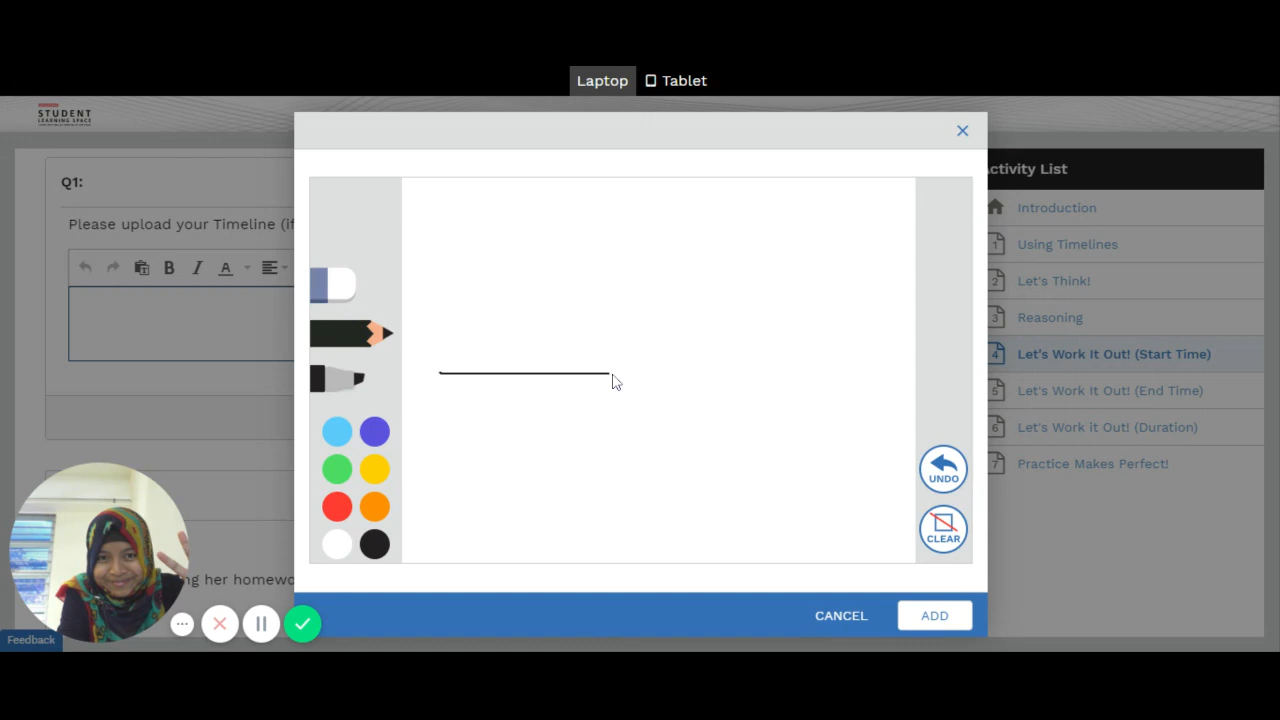 Laptop
Tablet
STUDENT
LEARNING SPACE
Q1:
Please upload your Timeline (if
B I A
ng her homewo
Feedback
UNDO
CLEAR
CANCEL
ADD
ctivity List
Introduction
1 Using Timelines
2 Let's Think!
3 Reasoning
4 Let's Work It Out! (Start Time)
5 Let's Work It Out! (End Time)
6 Let's Work it Out! (Duration)
7 Practice Makes Perfect!